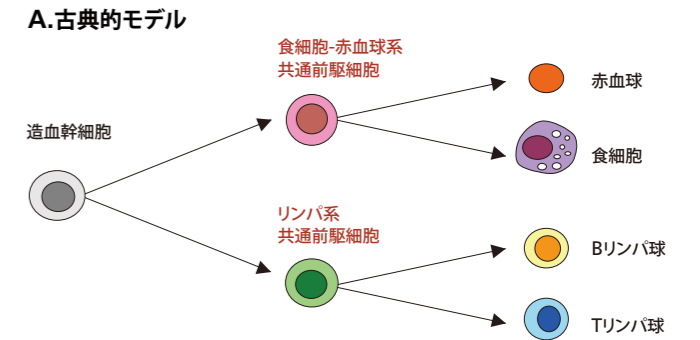 A.古典的モデル
食細胞-赤血球系
共通前駆細胞
赤血球
造血幹細胞
食細胞
リンパ系
共通前駆細胞
Bリンパ球
Tリンパ球